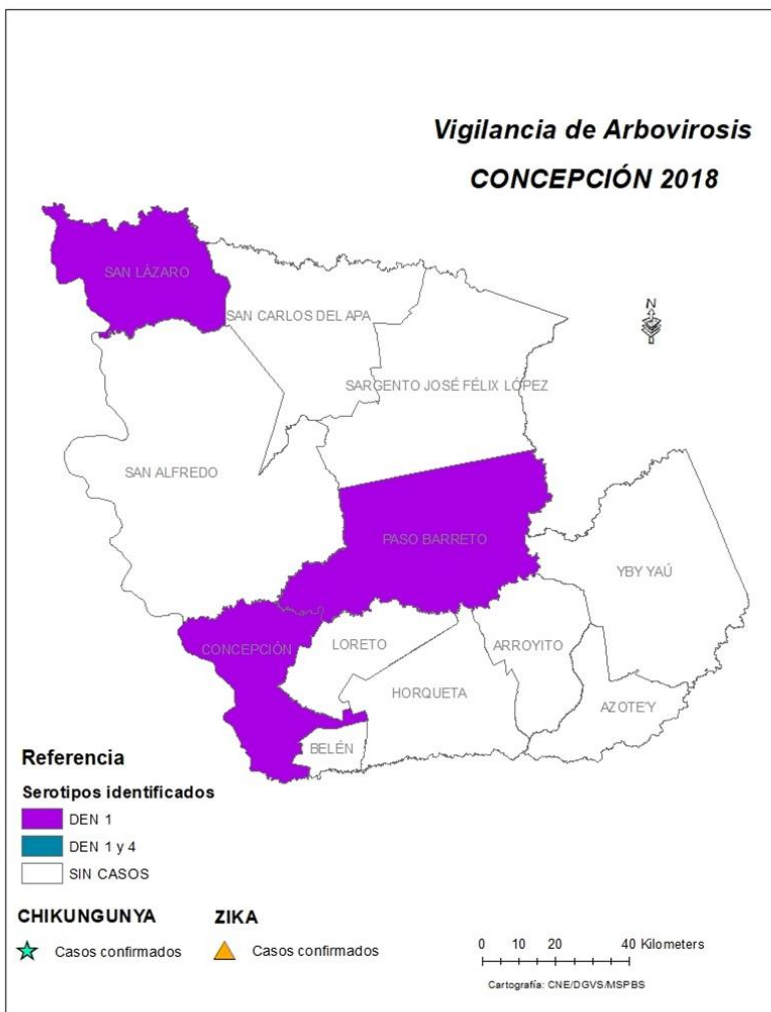 Vigilancia de Arbovirosis
CONCEPCIÓN 2018
SAN LÁZARO
N
SAN CARLOS DEL APA
SARGENTO JOSÉ FÉLIX LÓPEZ
SAN ALFREDO
PASO BARRETO
YBY YAÚ
CONCEPCIÓN
LORETO
ARROYITO
HORQUETA
AZOTE'Y
BELÉN
Referencia
Serotipos identificados
DEN 1
DEN 1 y 4
SIN CASOS
CHIKUNGUNYA ZIKA
Casos confirmados Casos confirmados
0 10 20 40 Kilometers
Cartografía: CNE/DGVS/MSPBS